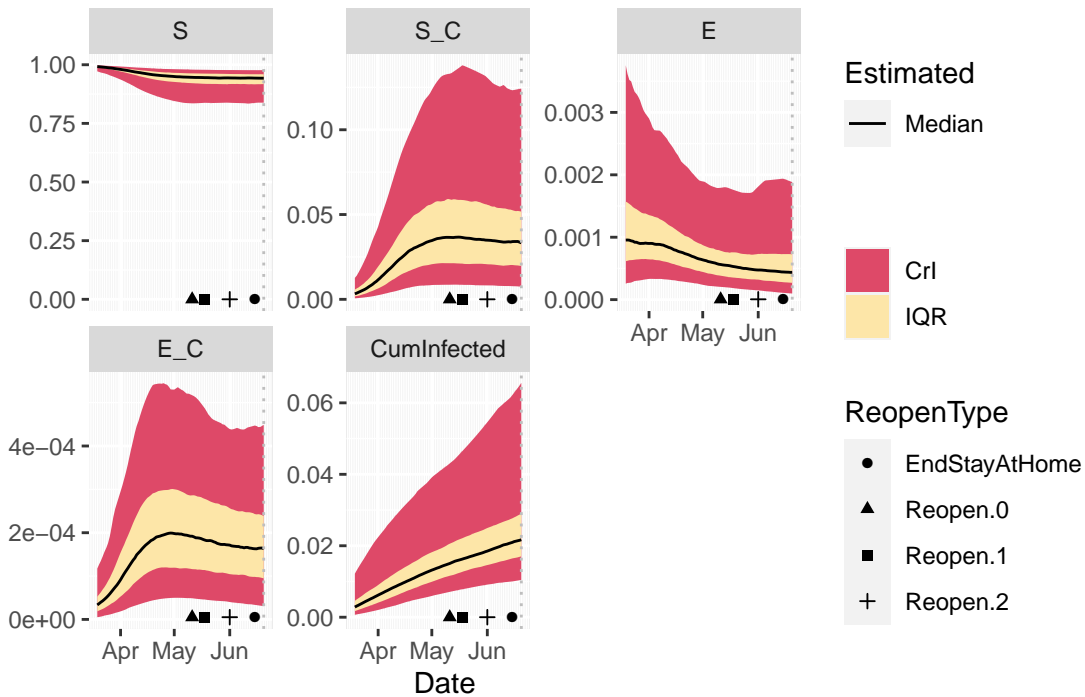 S
S_C
E
1.00
0.75
0.50
0.25
0.00
0.10
0.05
0.00
0.003
0.002
0.001
0.000
Apr May Jun
E_C
CumInfected
4e−04
2e−04
0e+00
0.06
0.04
0.02
0.00
Apr May Jun
Apr May Jun
Date
Estimated
Median
CrI
IQR
ReopenType
EndStayAtHome
Reopen.0
Reopen.1
Reopen.2